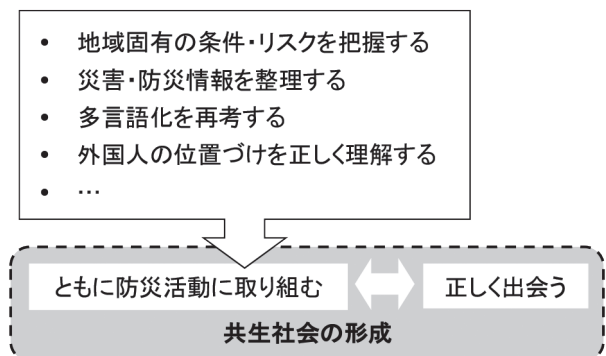 • 地域固有の条件・リスクを把握する
• 災害・防災情報を整理する
• 多言語化を再考する
• 外国人の位置づけを正しく理解する
• …
ともに防災活動に取り組む
正しく出会う
共生社会の形成